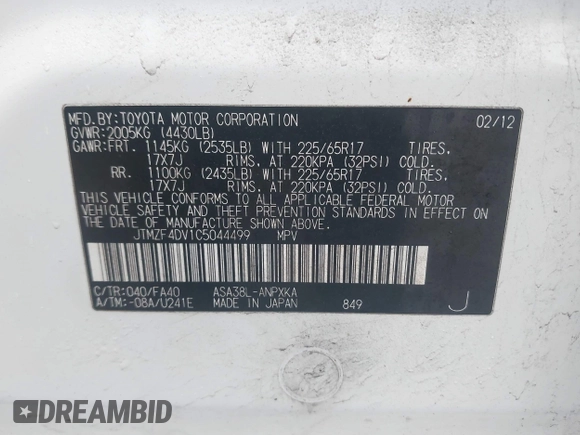 MFD.BY:TOYOTA MOTOR CORPORATION 02/12
GVWR:2005KG (4430LB)
GAWR:FRT. 1145KG (2535LB) WITH 225/65R17 TIRES,
17X7J RIMS, AT 220KPA (32PSI) COLD.
RR. 1100KG (2435LB) WITH 225/65R17 TIRES,
17X7J RIMS, AT 220KPA (32PSI) COLD.
THIS VEHICLE CONFORMS TO ALL APPLICABLE FEDERAL MOTOR
VEHICLE SAFETY AND THEFT PREVENTION STANDARDS IN EFFECT ON
THE DATE OF MANUFACTURE SHOWN ABOVE.
JTMZF4DV1C5044499 MPV
C/TR:040/FA40 ASA38L-ANPXKA
A/TM:-08A/U241E MADE IN JAPAN 849 J
DREAMBID